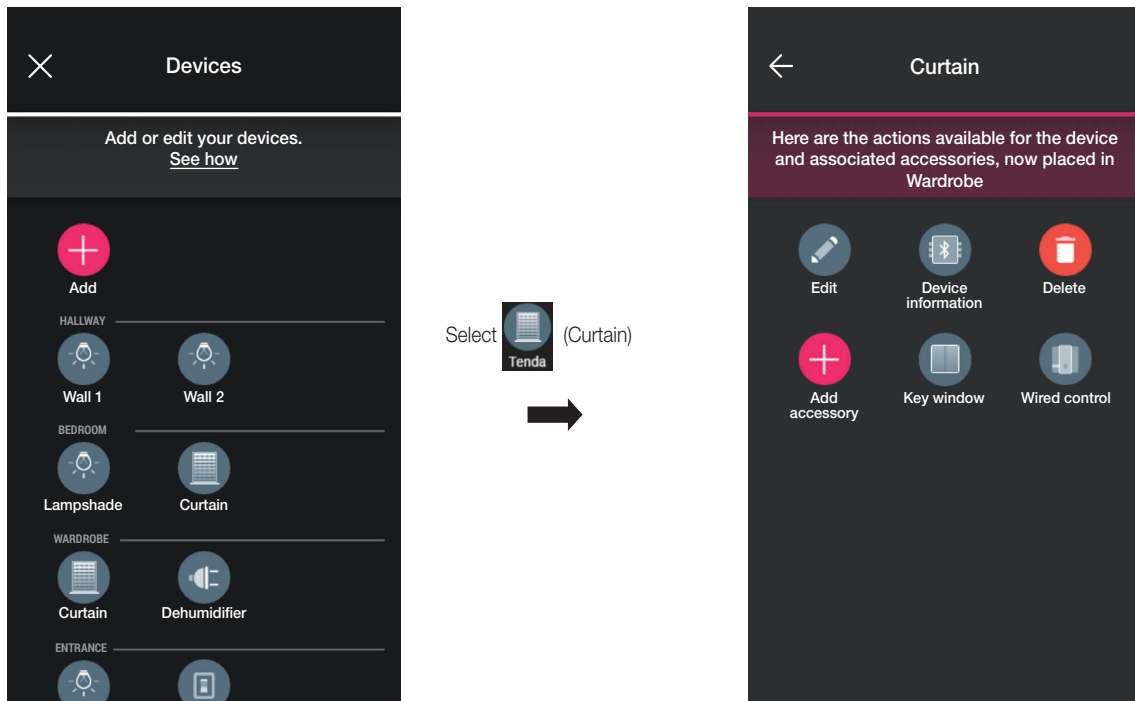 Devices
Add or edit your devices.
See how
Add
HALLWAY
Wall 1 Wall 2
BEDROOM
Lampshade Curtain
WARDROBE
Curtain Dehumidifier
ENTRANCE
Select (Curtain)
Tenda
Curtain
Here are the actions available for the device
and associated accessories, now placed in
Wardrobe
Edit Device Delete
information
Add Key window Wired control
accessory